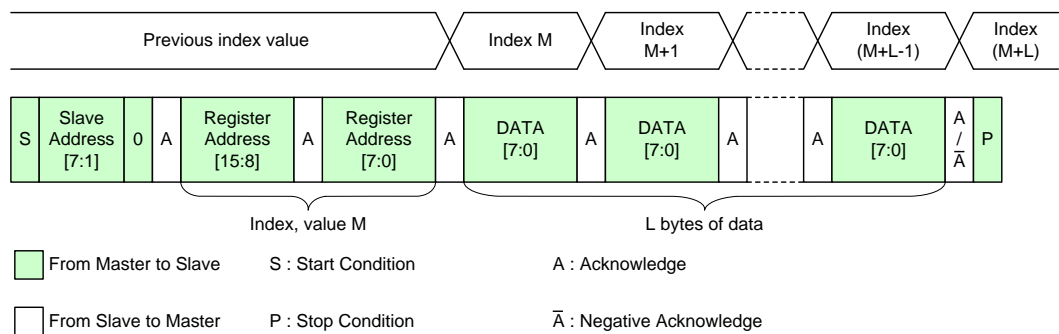 Previous index value
Index M
Index
M+1
Index
(M+L-1)
Index
(M+L)
S
Slave
Address
[7:1]
0
A
Register
Address
[15:8]
A
Register
Address
[7:0]
A
DATA
[7:0]
A
DATA
[7:0]
A
A
DATA
[7:0]
A
/
A̅
P
Index, value M
L bytes of data
From Master to Slave
S : Start Condition
A : Acknowledge
From Slave to Master
P : Stop Condition
A̅ : Negative Acknowledge